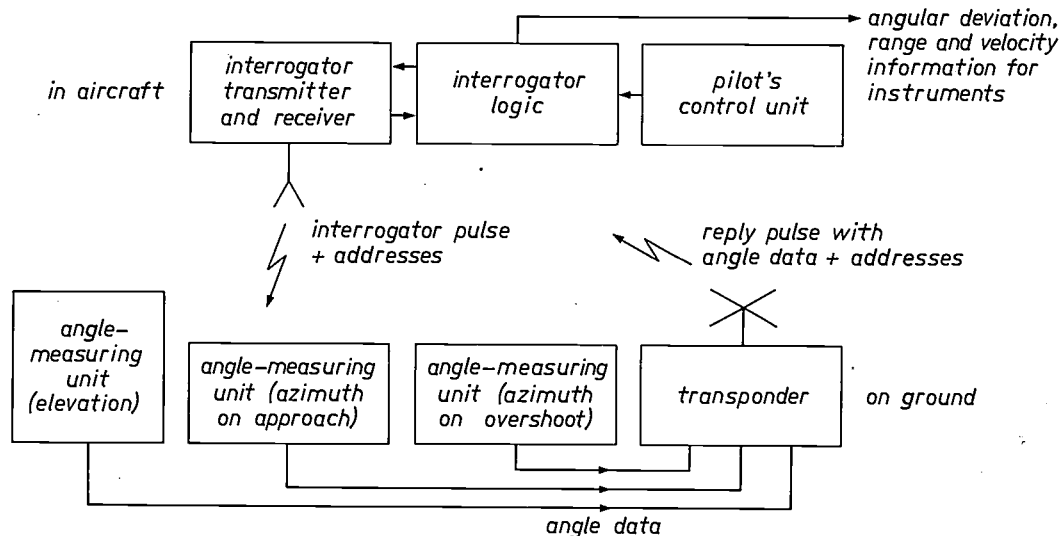 in aircraft
interrogator
transmitter
and receiver
interrogator
logic
pilot's
control unit
angular deviation,
range and velocity
information for
instruments
interrogator pulse
+ addresses
reply pulse with
angle data + addresses
angle-
measuring
unit
(elevation)
angle-measuring
unit (azimuth
on approach)
angle-measuring
unit (azimuth
on overshoot)
transponder
on ground
angle data